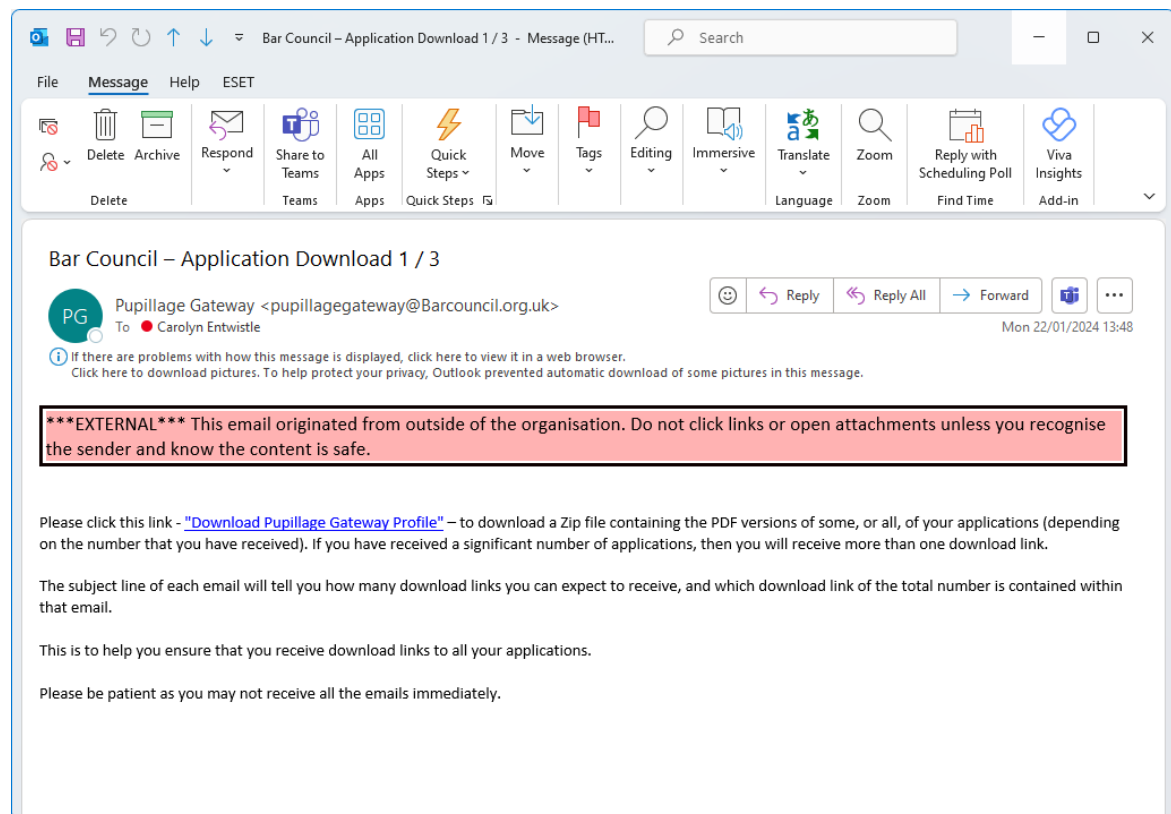 Bar Council – Application Download 1 / 3 - Message (HT...
Search
File Message Help ESET
Delete Archive Respond Share to Teams All Apps Quick Steps Move Tags Editing Immersive Translate Zoom Reply with Scheduling Poll Viva Insights
Delete Teams Apps Quick Steps Language Zoom Find Time Add-in
Bar Council – Application Download 1 / 3
PG
Pupillage Gateway <pupillagegateway@Barcouncil.org.uk>
To Carolyn Entwistle
Reply Reply All Forward
Mon 22/01/2024 13:48
If there are problems with how this message is displayed, click here to view it in a web browser.
Click here to download pictures. To help protect your privacy, Outlook prevented automatic download of some pictures in this message.
***EXTERNAL*** This email originated from outside of the organisation. Do not click links or open attachments unless you recognise
the sender and know the content is safe.
Please click this link - "Download Pupillage Gateway Profile" – to download a Zip file containing the PDF versions of some, or all, of your applications (depending
on the number that you have received). If you have received a significant number of applications, then you will receive more than one download link.
The subject line of each email will tell you how many download links you can expect to receive, and which download link of the total number is contained within
that email.
This is to help you ensure that you receive download links to all your applications.
Please be patient as you may not receive all the emails immediately.